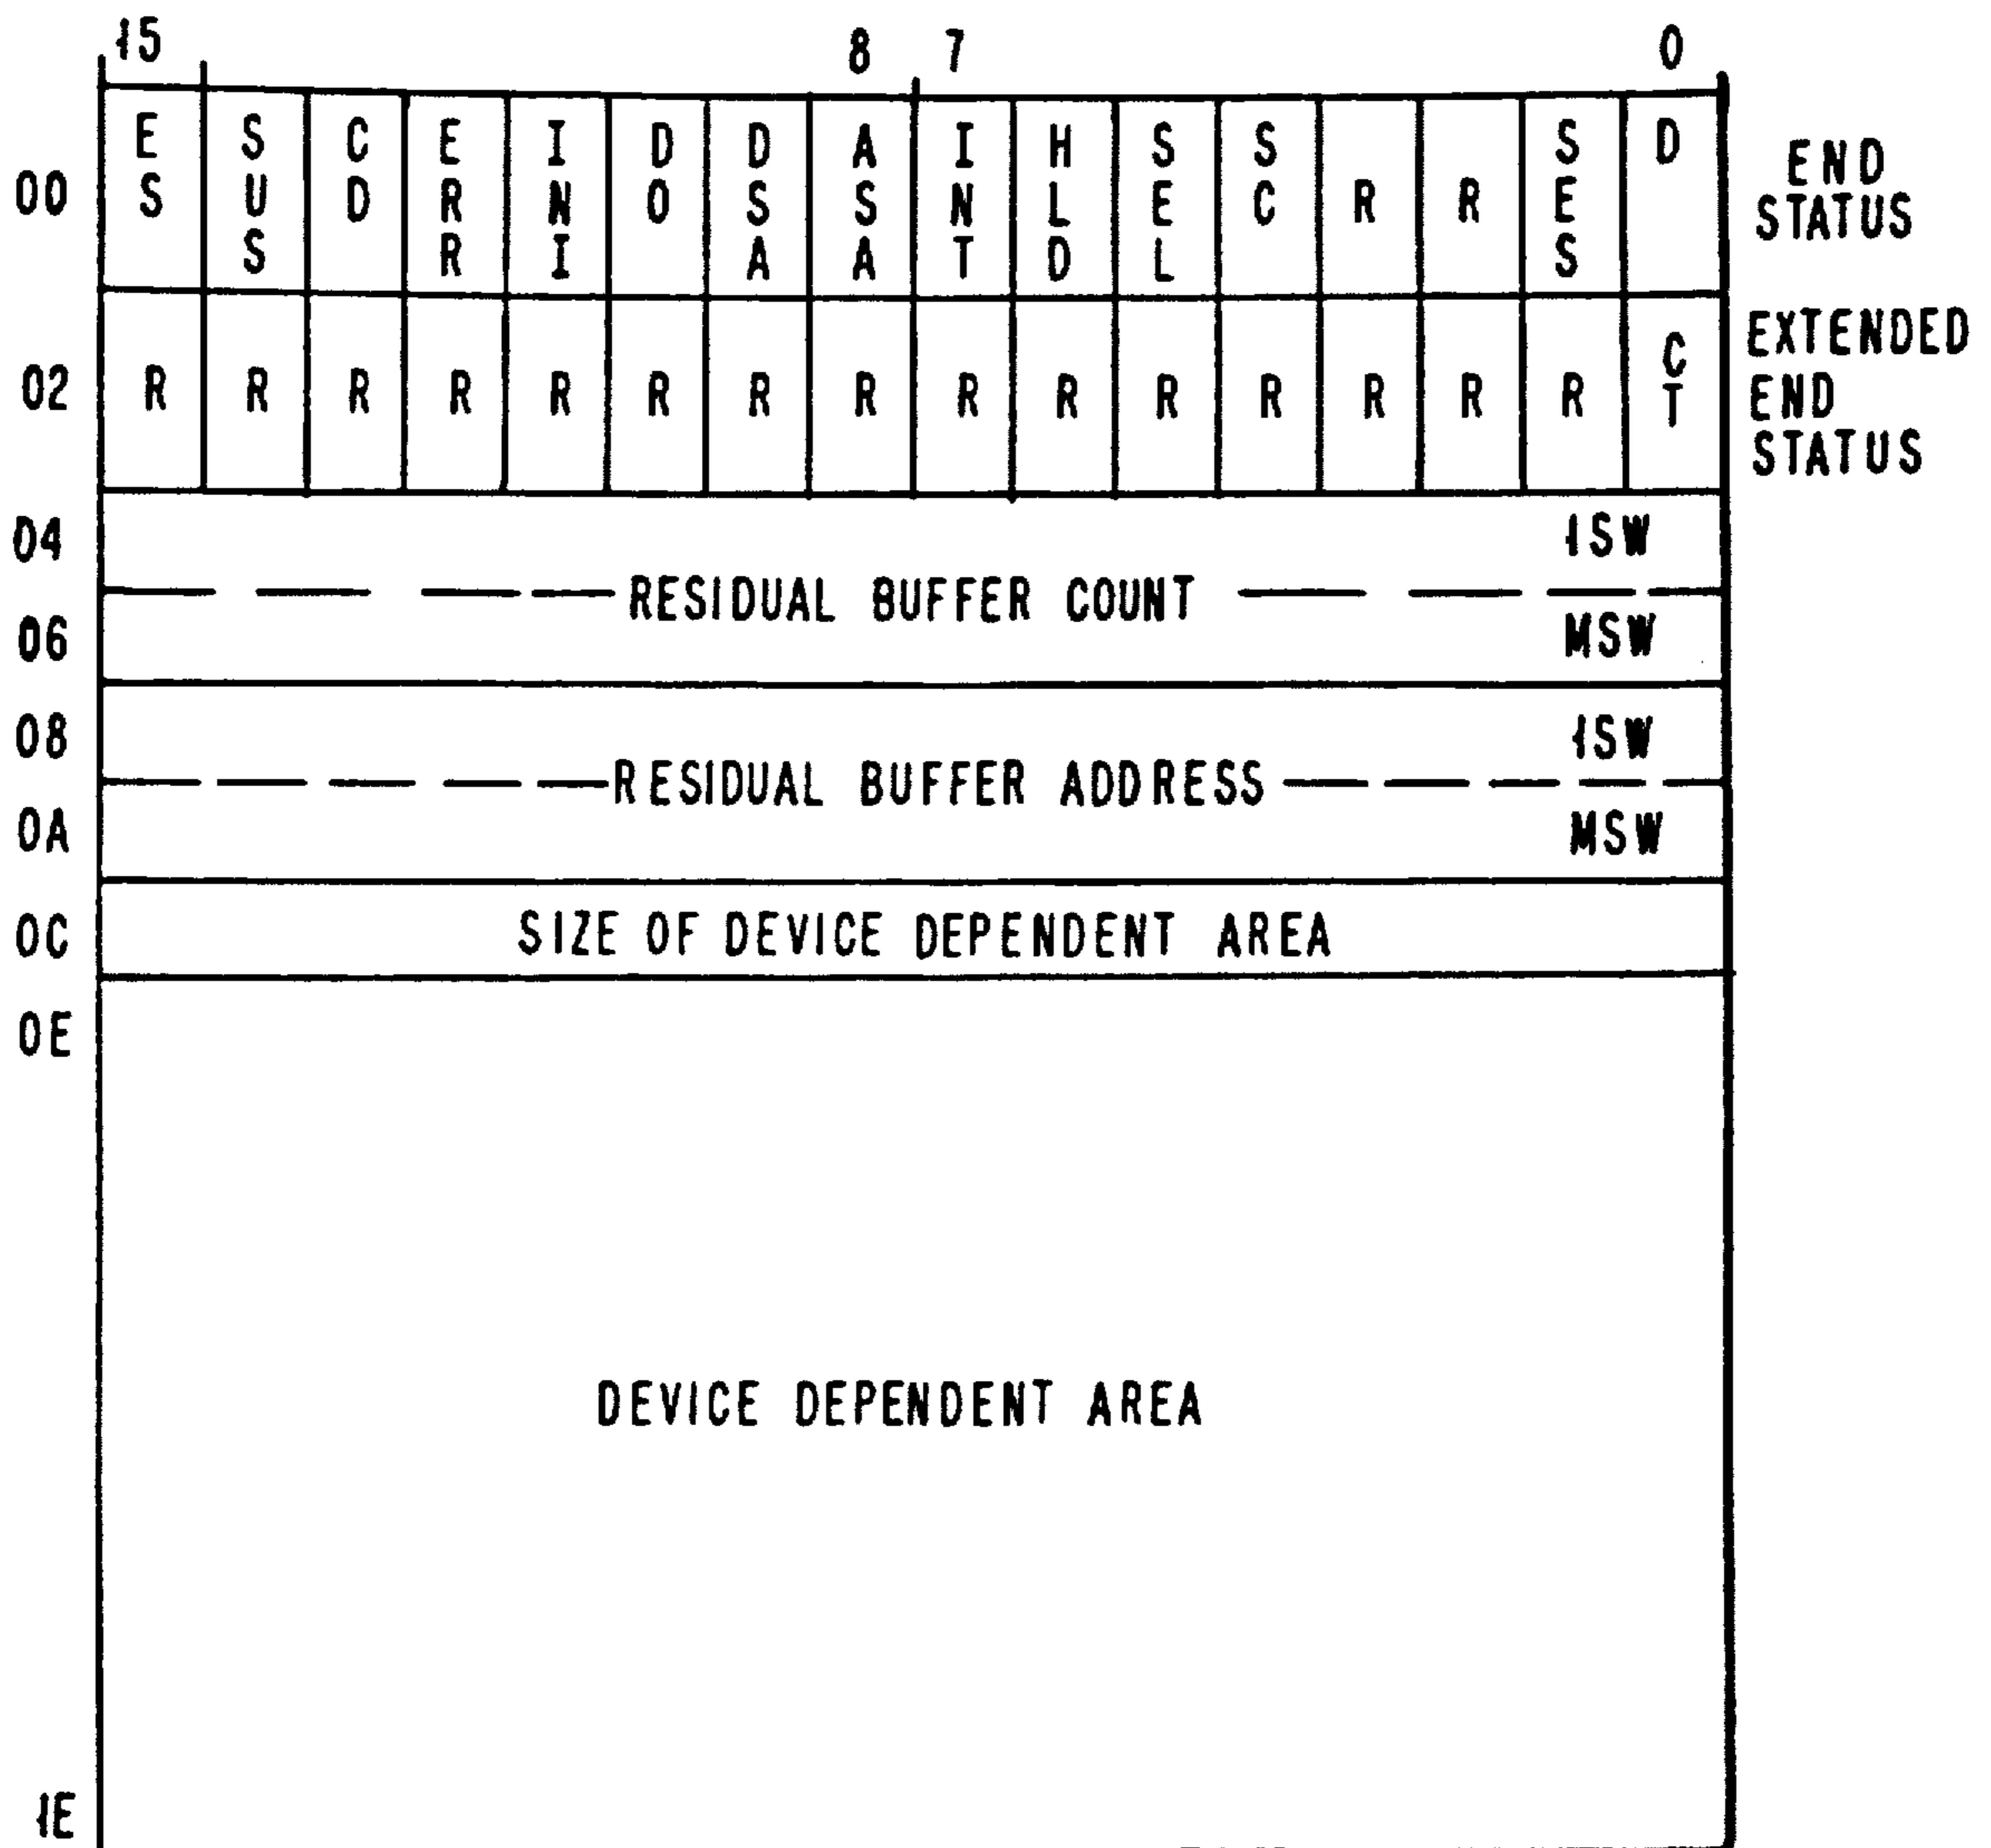 15 8 7 0
00 ES SUS CD ERR INI DO DSA ASA INT HLD SEL SC R R SES D END STATUS
02 R R R R R R R R R R R R R R R CT EXTENDED END STATUS
04 1SW
RESIDUAL BUFFER COUNT
06 MSW
08 1SW
RESIDUAL BUFFER ADDRESS
0A MSW
0C SIZE OF DEVICE DEPENDENT AREA
0E
DEVICE DEPENDENT AREA
1E